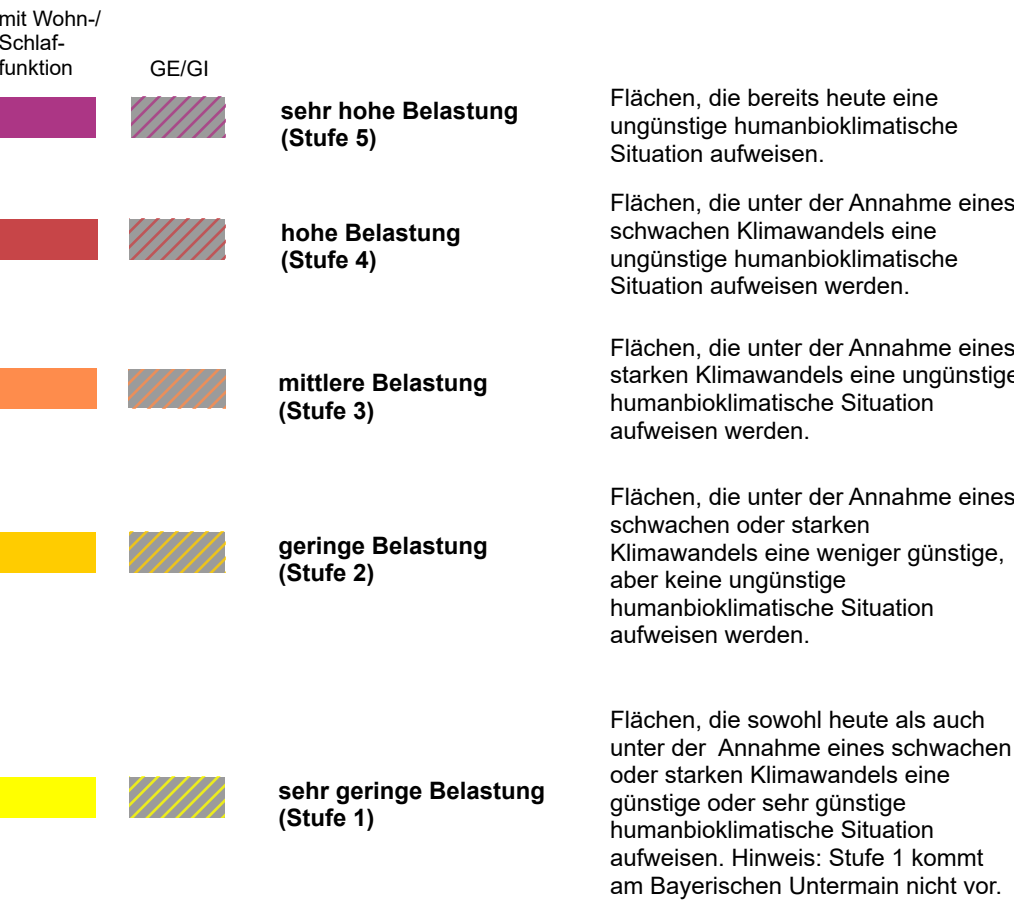 mit Wohn-/
Schlaf-
funktion
GE/GI
sehr hohe Belastung
(Stufe 5)
Flächen, die bereits heute eine
ungünstige humanbioklimatische
Situation aufweisen.
hohe Belastung
(Stufe 4)
Flächen, die unter der Annahme eines
schwachen Klimawandels eine
ungünstige humanbioklimatische
Situation aufweisen werden.
mittlere Belastung
(Stufe 3)
Flächen, die unter der Annahme eines
starken Klimawandels eine ungünstige
humanbioklimatische Situation
aufweisen werden.
geringe Belastung
(Stufe 2)
Flächen, die unter der Annahme eines
schwachen oder starken
Klimawandels eine weniger günstige,
aber keine ungünstige
humanbioklimatische Situation
aufweisen werden.
sehr geringe Belastung
(Stufe 1)
Flächen, die sowohl heute als auch
unter der Annahme eines schwachen
oder starken Klimawandels eine
günstige oder sehr günstige
humanbioklimatische Situation
aufweisen. Hinweis: Stufe 1 kommt
am Bayerischen Untermain nicht vor.